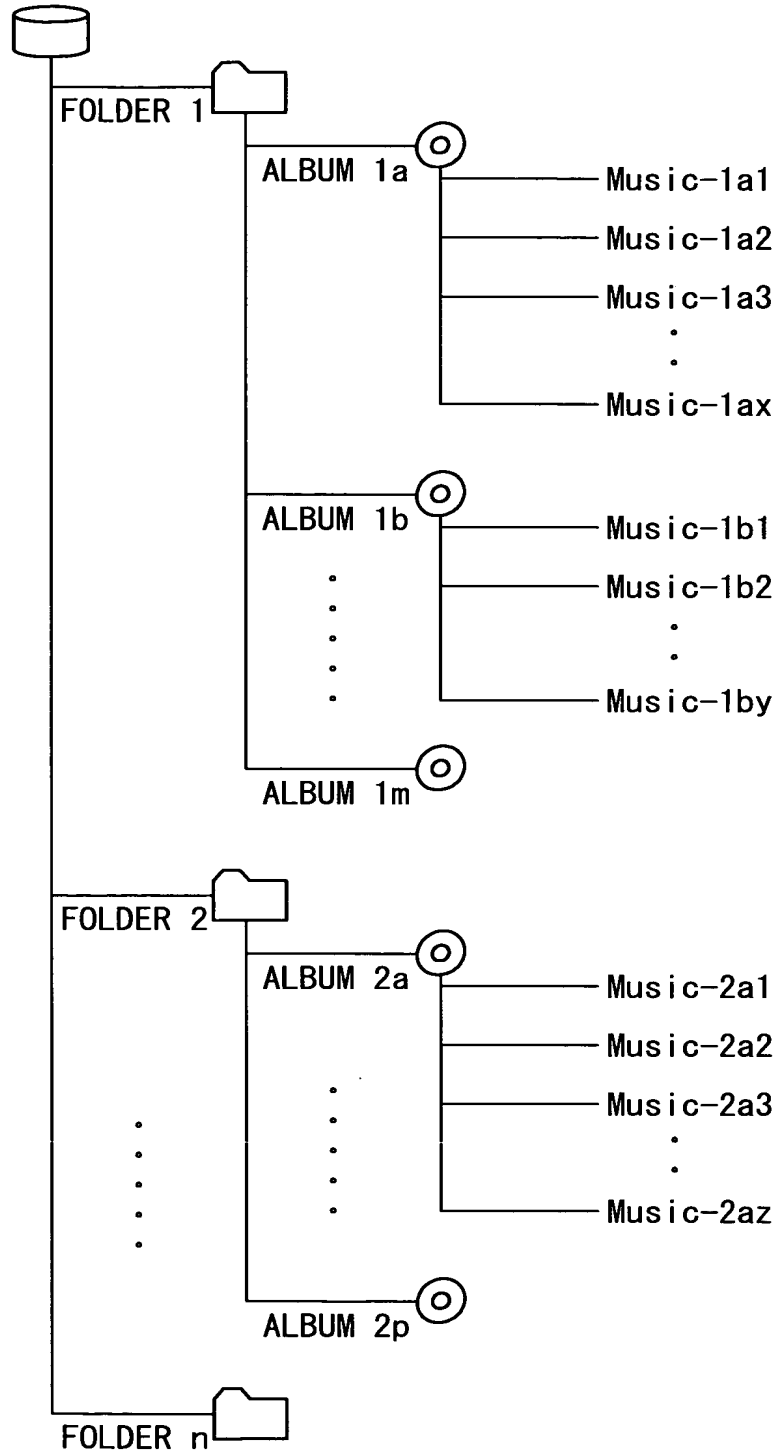 FOLDER 1
ALBUM 1a
Music-1a1
Music-1a2
Music-1a3
Music-1ax
ALBUM 1b
Music-1b1
Music-1b2
Music-1by
ALBUM 1m
FOLDER 2
ALBUM 2a
Music-2a1
Music-2a2
Music-2a3
Music-2az
ALBUM 2p
FOLDER n